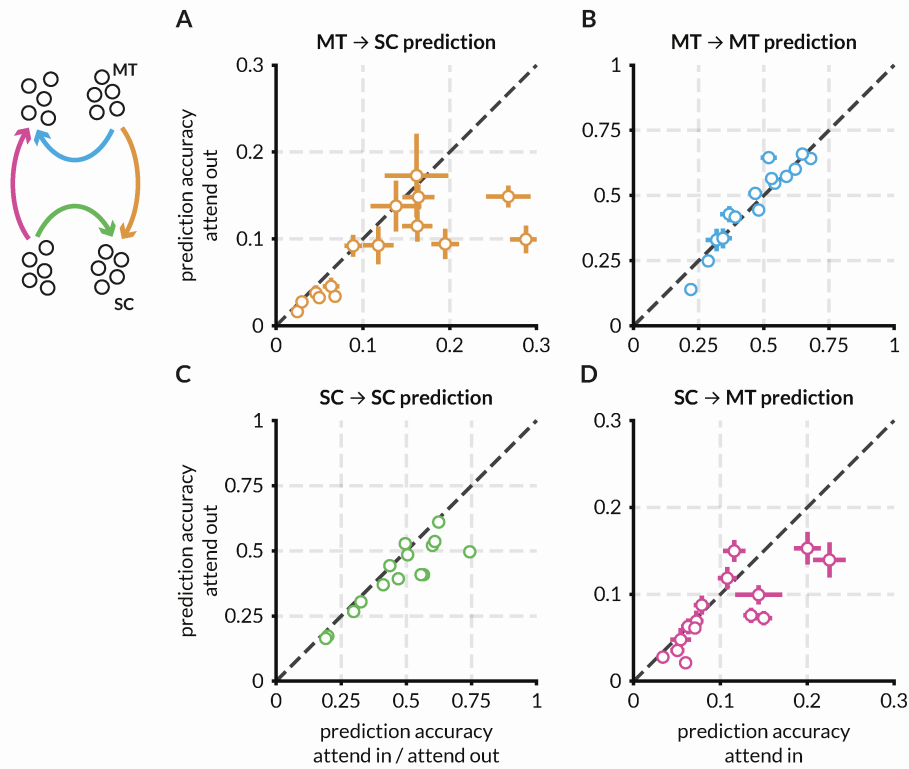 A
B
MT
SC
MT → SC prediction
prediction accuracy
attend out
0.3
0.2
0.1
0
0
0.1
0.2
0.3
MT → MT prediction
1
0.75
0.5
0.25
0
0
0.25
0.5
0.75
1
C
D
SC → SC prediction
prediction accuracy
attend out
1
0.75
0.5
0.25
0
0
0.25
0.5
0.75
1
prediction accuracy
attend in / attend out
SC → MT prediction
0.3
0.2
0.1
0
0
0.1
0.2
0.3
prediction accuracy
attend in